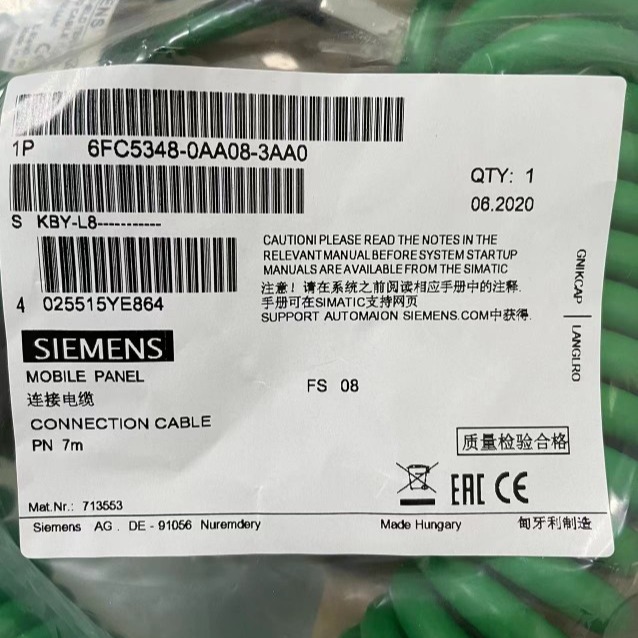 1P 6FC5348-0AA08-3AA0
QTY: 1
06.2020
S KBY-L8-----------
4 025515YE864
CAUTION! PLEASE READ THE NOTES IN THE
RELEVANT MANUAL BEFORE SYSTEM STARTUP
MANUALS ARE AVAILABLE FROM THE SIMATIC
注意！请在系统之前阅读相应手册中的注释.
手册可在SIMATIC支持网页
SUPPORT AUTOMAION SIEMENS.COM中获得.
GNIKCAP | LANGLRO
SIEMENS
MOBILE PANEL
连接电缆
CONNECTION CABLE
PN 7m
FS 08
质量检验合格
EAC CE
Mat.Nr.: 713553
Siemens AG . DE - 91056 Nuremdery
Made Hungary
匈牙利制造